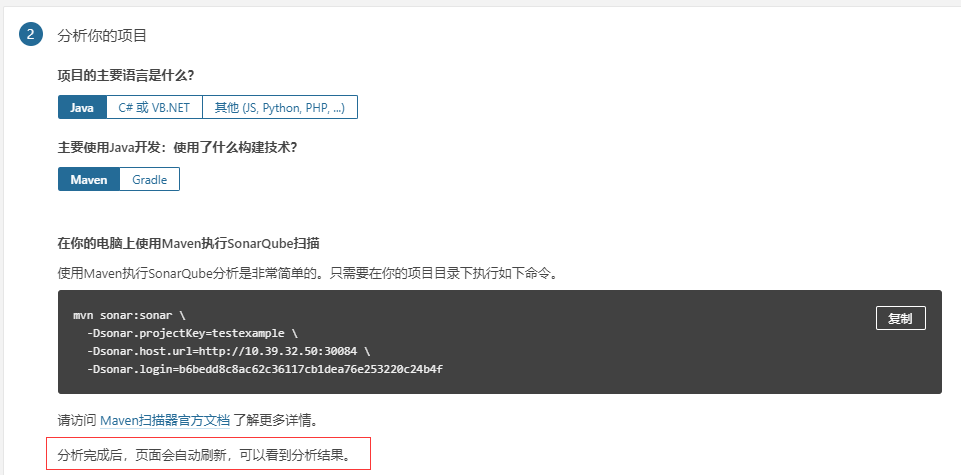 2 分析你的项目
项目的主要语言是什么?
Java C# 或 VB.NET 其他 (JS, Python, PHP, ...)
主要使用Java开发：使用了什么构建技术?
Maven Gradle
在你的电脑上使用Maven执行SonarQube扫描
使用Maven执行SonarQube分析是非常简单的。只需要在你的项目目录下执行如下命令。
复制
mvn sonar:sonar \
-Dsonar.projectKey=testexample \
-Dsonar.host.url=http://10.39.32.50:30084 \
-Dsonar.login=b6bedd8c8ac62c36117cb1dea76e253220c24b4f
请访问 Maven扫描器官方文档 了解更多详情。
分析完成后，页面会自动刷新，可以看到分析结果。